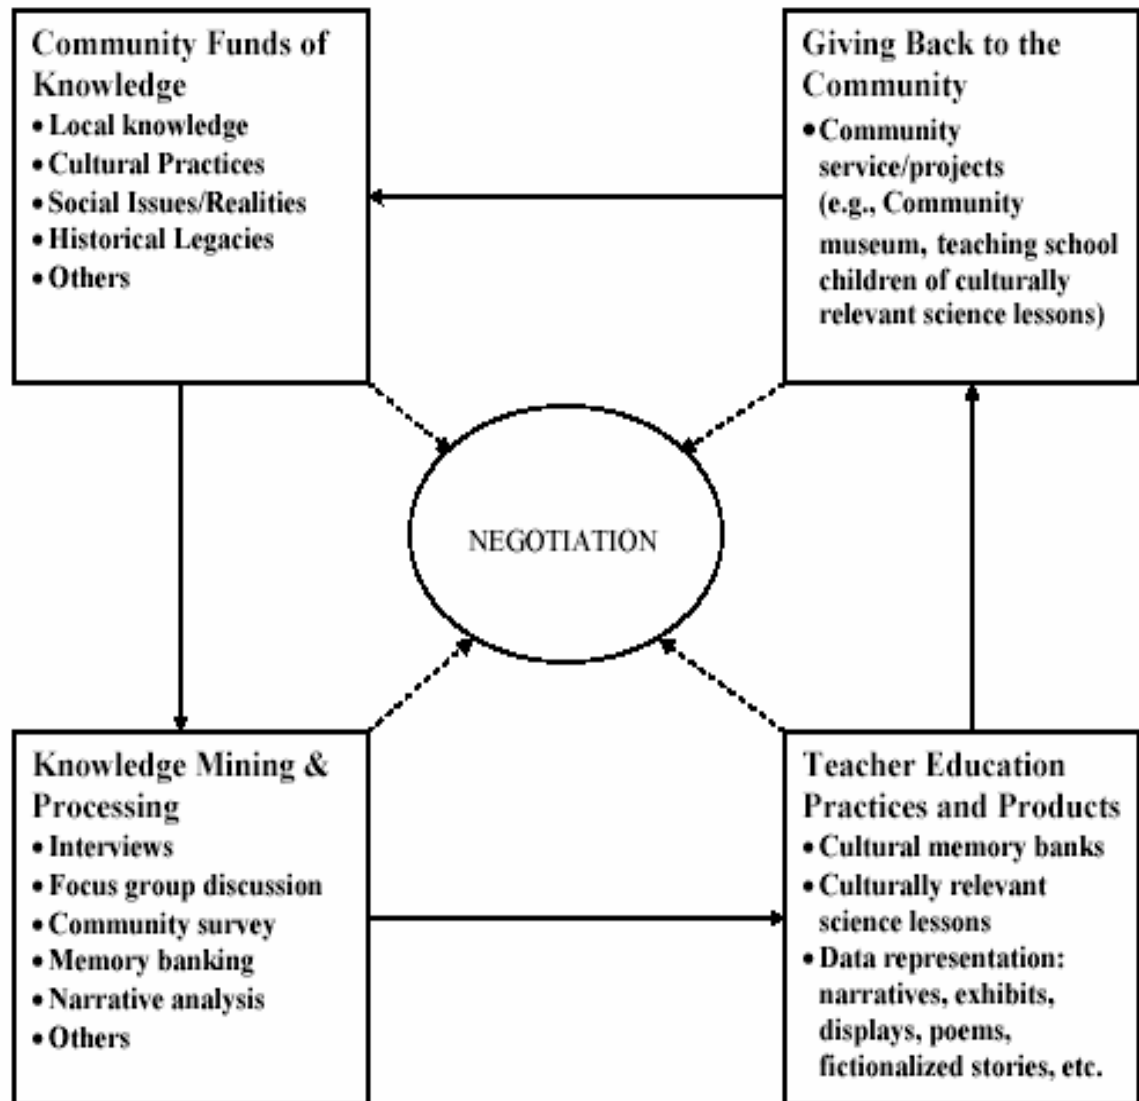 Community Funds of
Knowledge
• Local knowledge
• Cultural Practices
• Social Issues/Realities
• Historical Legacies
• Others
Giving Back to the
Community
• Community
service/projects
(e.g., Community
museum, teaching school
children of culturally
relevant science lessons)
NEGOTIATION
Knowledge Mining &
Processing
• Interviews
• Focus group discussion
• Community survey
• Memory banking
• Narrative analysis
• Others
Teacher Education
Practices and Products
• Cultural memory banks
• Culturally relevant
science lessons
• Data representation:
narratives, exhibits,
displays, poems,
fictionalized stories, etc.